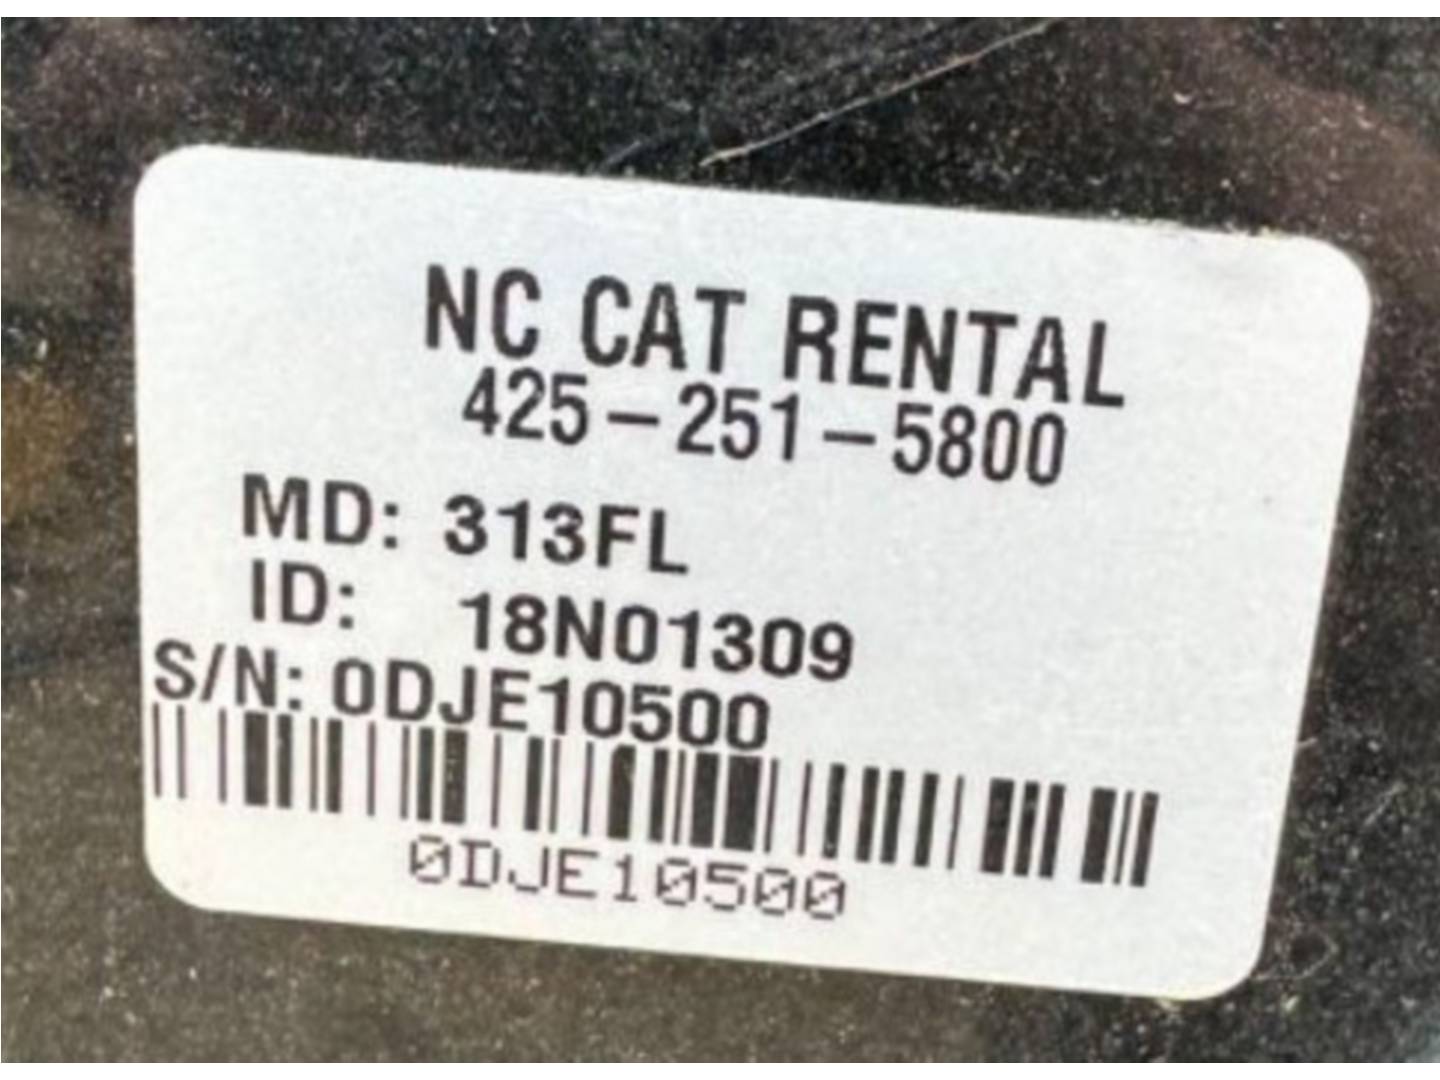 NC CAT RENTAL
425-251-5800
MD: 313FL
ID: 18N01309
S/N: 0DJE10500
0DJE10500